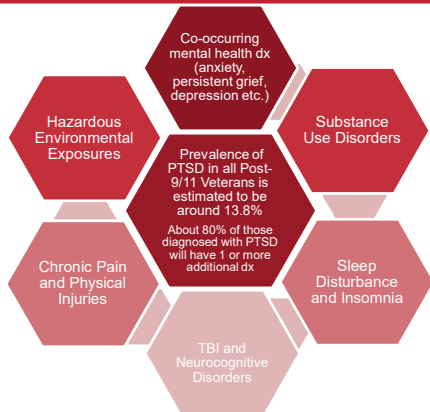 Co-occurring
mental health dx
(anxiety,
persistent grief,
depression etc.)
Hazardous
Environmental
Exposures
Substance
Use Disorders
Prevalence of
PTSD in all Post-
9/11 Veterans is
estimated to be
around 13.8%
About 80% of those
diagnosed with PTSD
will have 1 or more
additional dx
Chronic Pain
and Physical
Injuries
Sleep
Disturbance
and Insomnia
TBI and
Neurocognitive
Disorders